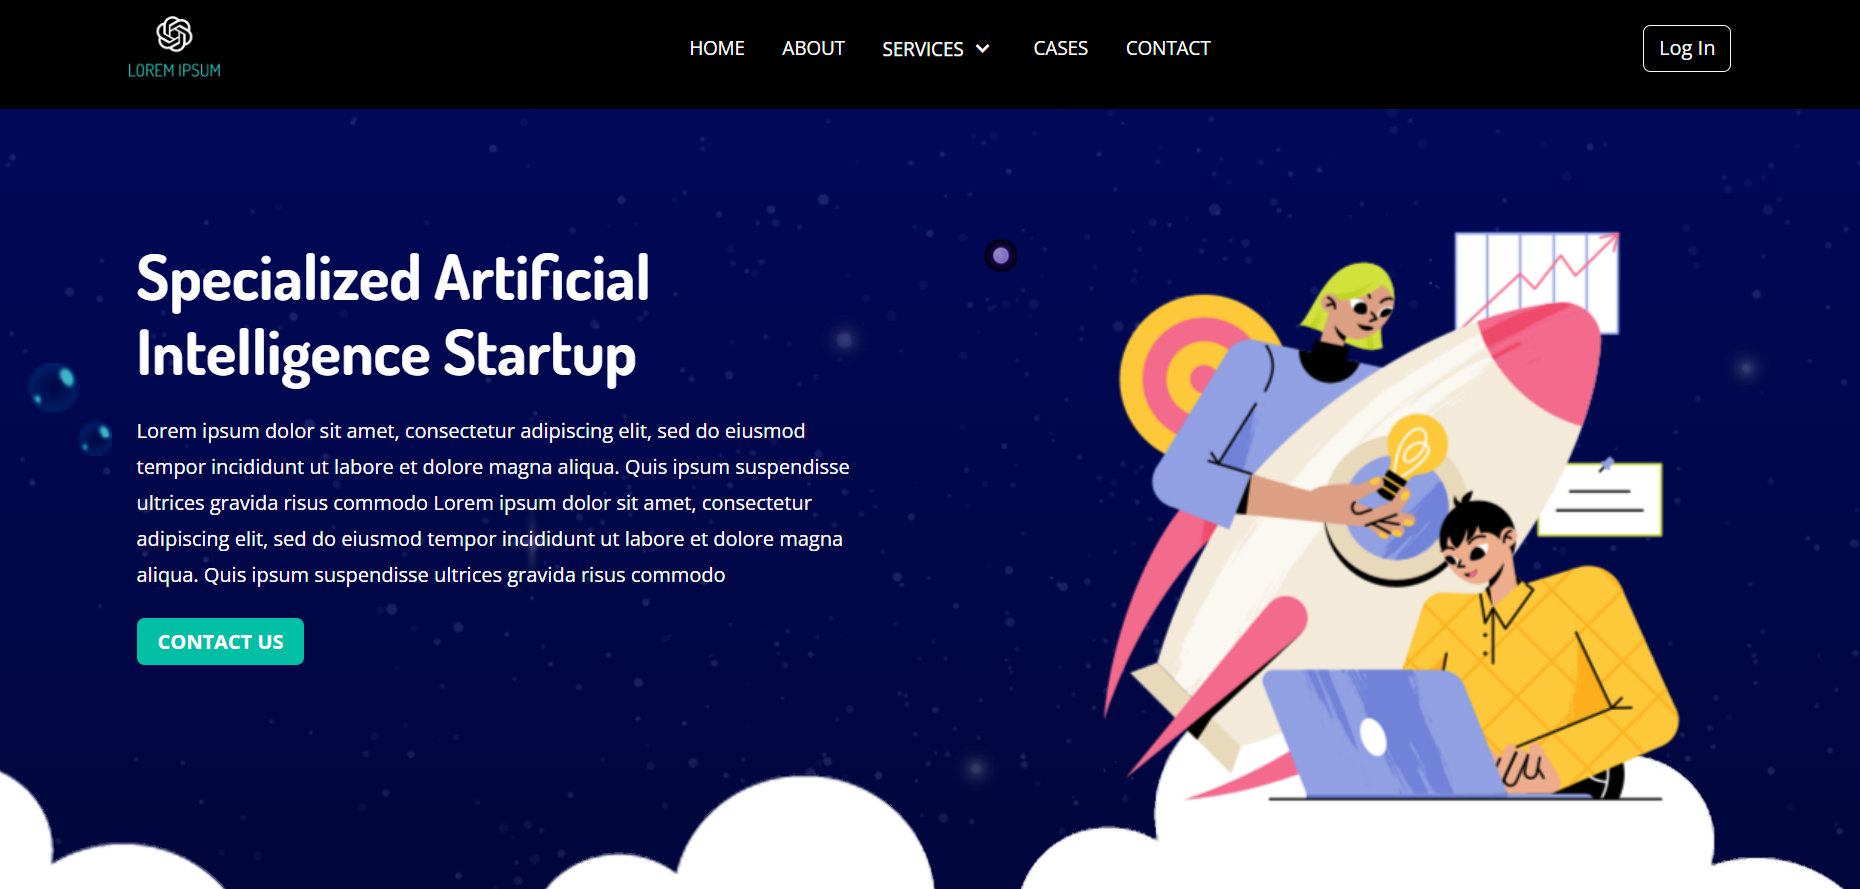 LOREM IPSUM
HOME
ABOUT
SERVICES
CASES
CONTACT
Log In
Specialized Artificial
Intelligence Startup
Lorem ipsum dolor sit amet, consectetur adipiscing elit, sed do eiusmod
tempor incididunt ut labore et dolore magna aliqua. Quis ipsum suspendisse
ultrices gravida risus commodo Lorem ipsum dolor sit amet, consectetur
adipiscing elit, sed do eiusmod tempor incididunt ut labore et dolore magna
aliqua. Quis ipsum suspendisse ultrices gravida risus commodo
CONTACT US